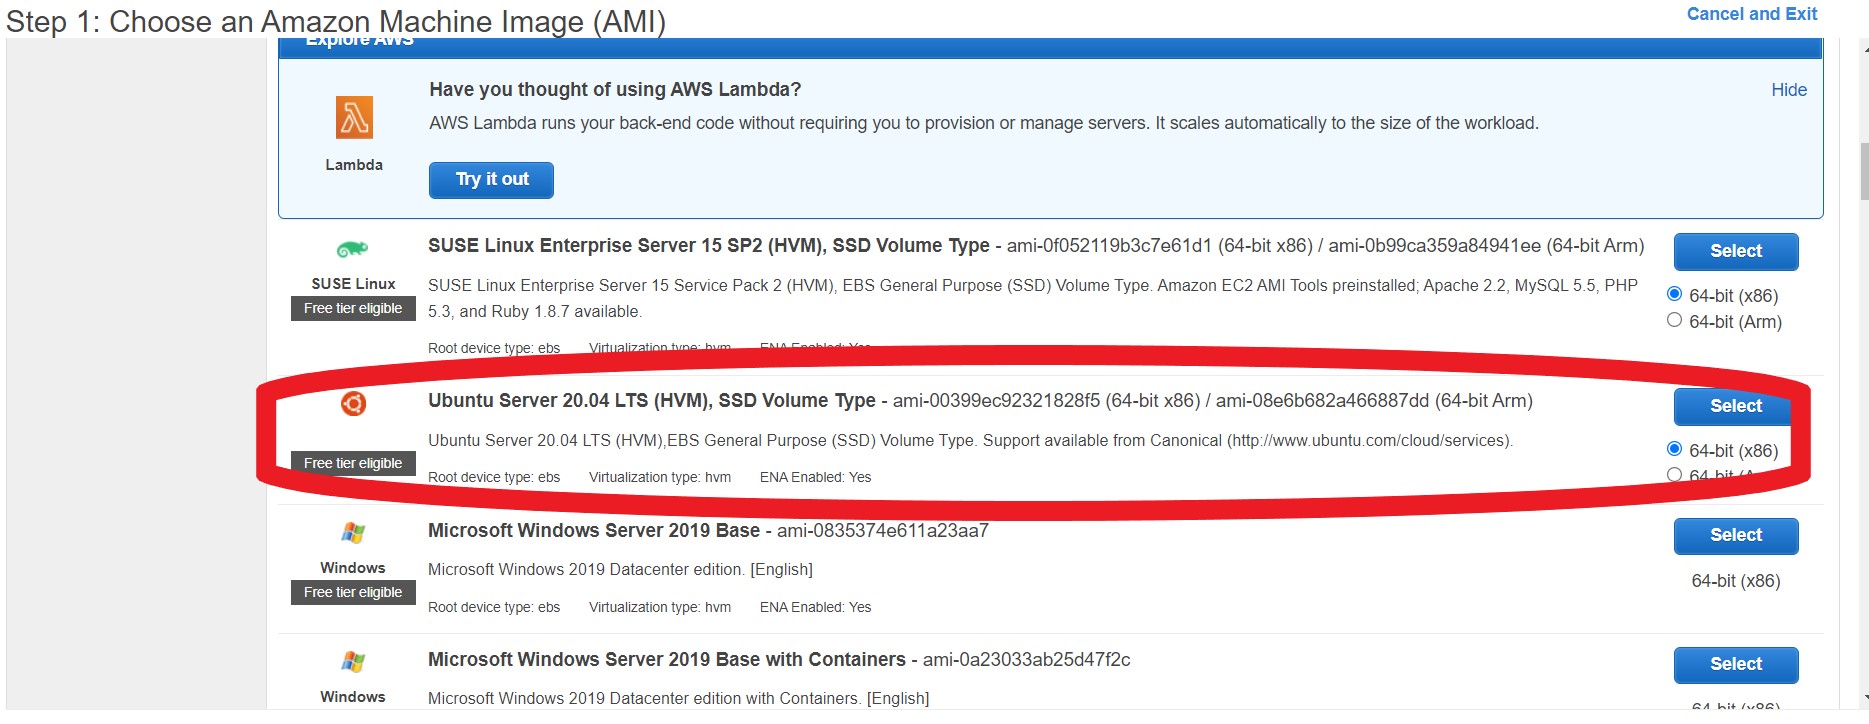 Step 1: Choose an Amazon Machine Image (AMI)
Cancel and Exit
Explore AWS
Have you thought of using AWS Lambda?
Hide
AWS Lambda runs your back-end code without requiring you to provision or manage servers. It scales automatically to the size of the workload.
Lambda
Try it out
SUSE Linux Enterprise Server 15 SP2 (HVM), SSD Volume Type - ami-0f052119b3c7e61d1 (64-bit x86) / ami-0b99ca359a84941ee (64-bit Arm)
Select
SUSE Linux
Free tier eligible
SUSE Linux Enterprise Server 15 Service Pack 2 (HVM), EBS General Purpose (SSD) Volume Type. Amazon EC2 AMI Tools preinstalled; Apache 2.2, MySQL 5.5, PHP
5.3, and Ruby 1.8.7 available.
64-bit (x86)
64-bit (Arm)
Root device type: ebs Virtualization type: hvm ENA Enabled: Yes
Ubuntu Server 20.04 LTS (HVM), SSD Volume Type - ami-00399ec92321828f5 (64-bit x86) / ami-08e6b682a466887dd (64-bit Arm)
Select
Ubuntu Server 20.04 LTS (HVM),EBS General Purpose (SSD) Volume Type. Support available from Canonical (http://www.ubuntu.com/cloud/services).
64-bit (x86)
Free tier eligible
Root device type: ebs Virtualization type: hvm ENA Enabled: Yes
64-bit (Arm)
Microsoft Windows Server 2019 Base - ami-0835374e611a23aa7
Select
Windows
Free tier eligible
Microsoft Windows 2019 Datacenter edition. [English]
64-bit (x86)
Root device type: ebs Virtualization type: hvm ENA Enabled: Yes
Microsoft Windows Server 2019 Base with Containers - ami-0a23033ab25d47f2c
Select
Windows
Microsoft Windows 2019 Datacenter edition with Containers. [English]
64-bit (x86)